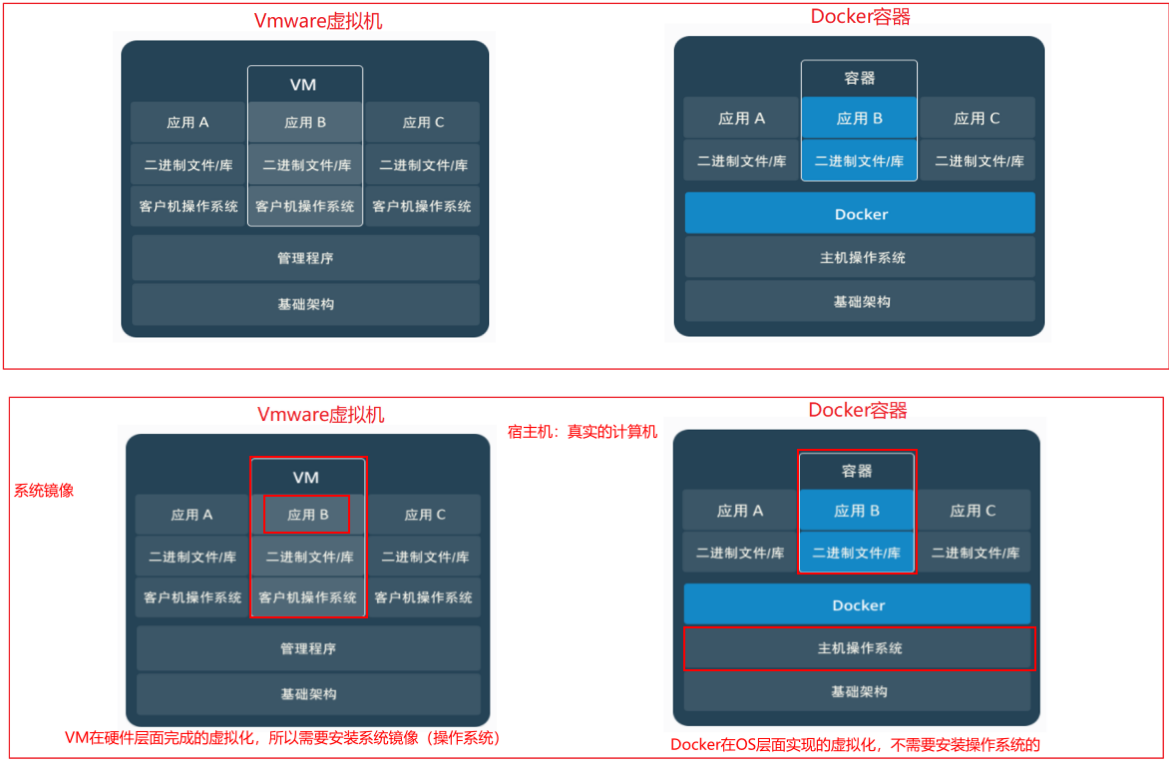 Vmware虚拟机
VM
应用 A 应用 B 应用 C
二进制文件/库 二进制文件/库 二进制文件/库
客户机操作系统 客户机操作系统 客户机操作系统
管理程序
基础架构
Docker容器
容器
应用 A 应用 B 应用 C
二进制文件/库 二进制文件/库 二进制文件/库
Docker
主机操作系统
基础架构
Vmware虚拟机
系统镜像
VM
应用 A 应用 B 应用 C
二进制文件/库 二进制文件/库 二进制文件/库
客户机操作系统 客户机操作系统 客户机操作系统
管理程序
基础架构
VM在硬件层面完成的虚拟化，所以需要安装系统镜像（操作系统）
宿主机：真实的计算机
Docker容器
容器
应用 A 应用 B 应用 C
二进制文件/库 二进制文件/库 二进制文件/库
Docker
主机操作系统
基础架构
Docker在OS层面实现的虚拟化，不需要安装操作系统的